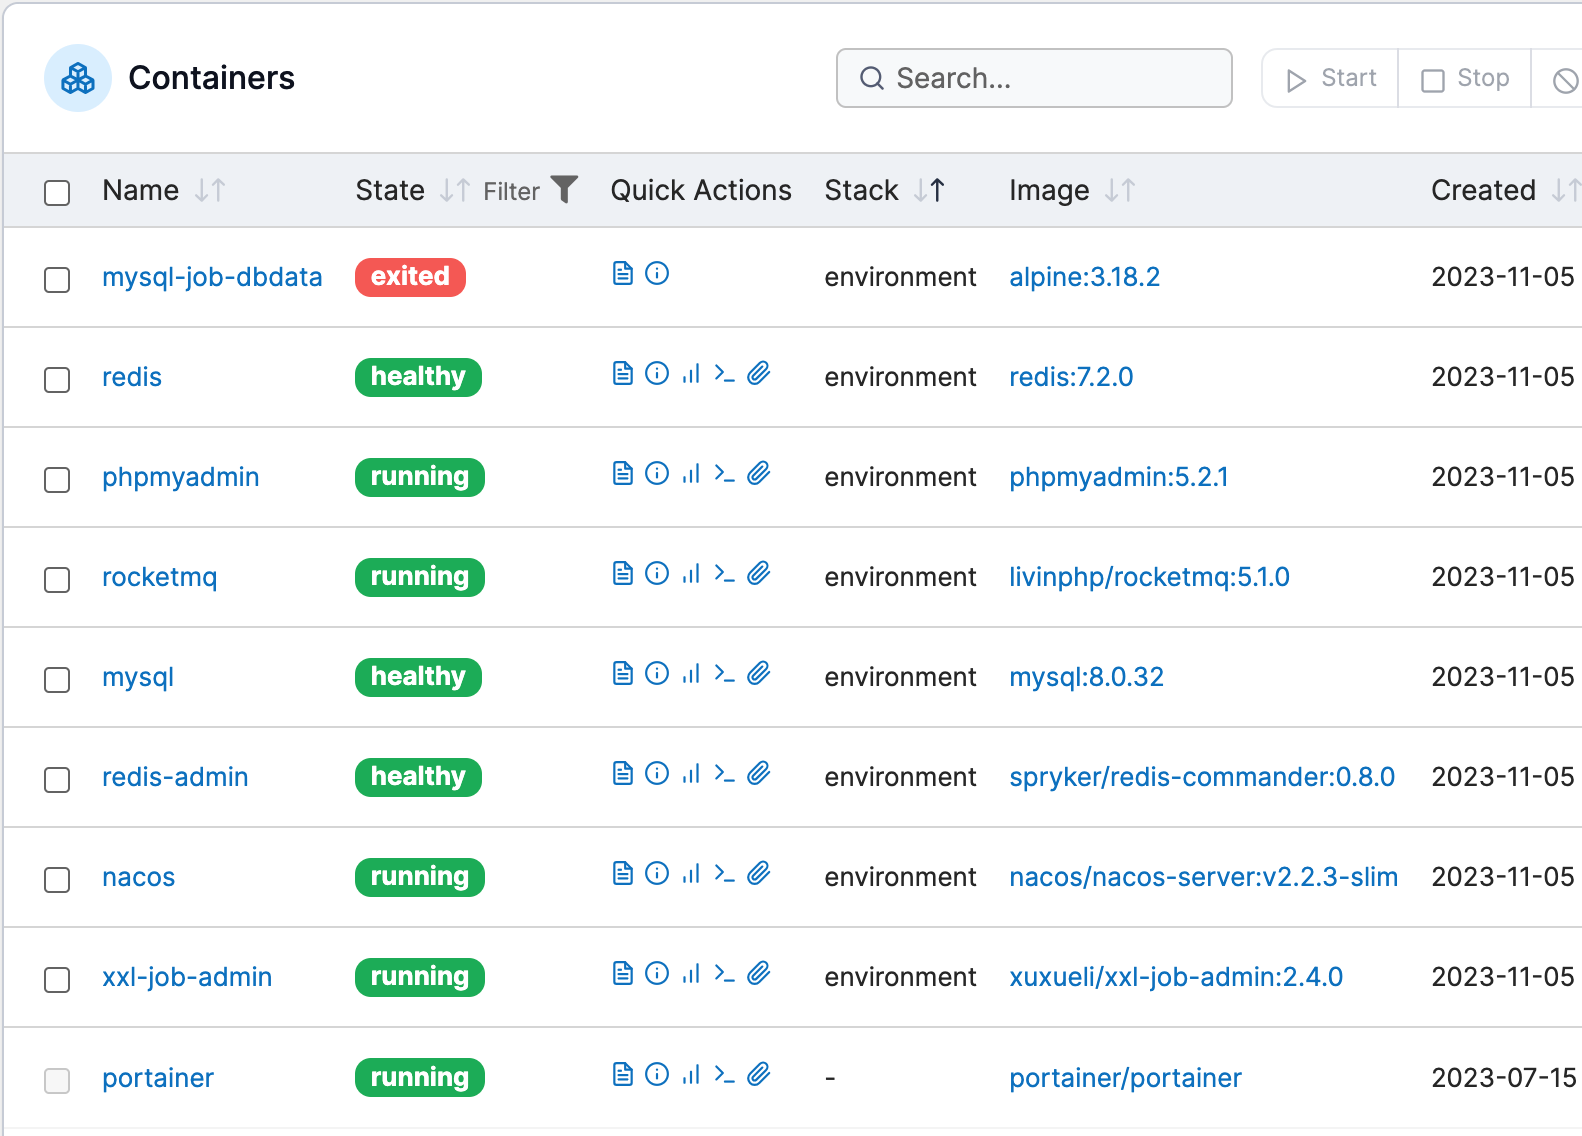 Containers Search... Start Stop
Name State Filter Quick Actions Stack Image Created
mysql-job-dbdata exited environment alpine:3.18.2 2023-11-05
redis healthy environment redis:7.2.0 2023-11-05
phpmyadmin running environment phpmyadmin:5.2.1 2023-11-05
rocketmq running environment livinphp/rocketmq:5.1.0 2023-11-05
mysql healthy environment mysql:8.0.32 2023-11-05
redis-admin healthy environment spryker/redis-commander:0.8.0 2023-11-05
nacos running environment nacos/nacos-server:v2.2.3-slim 2023-11-05
xxl-job-admin running environment xuxueli/xxl-job-admin:2.4.0 2023-11-05
portainer running - portainer/portainer 2023-07-15